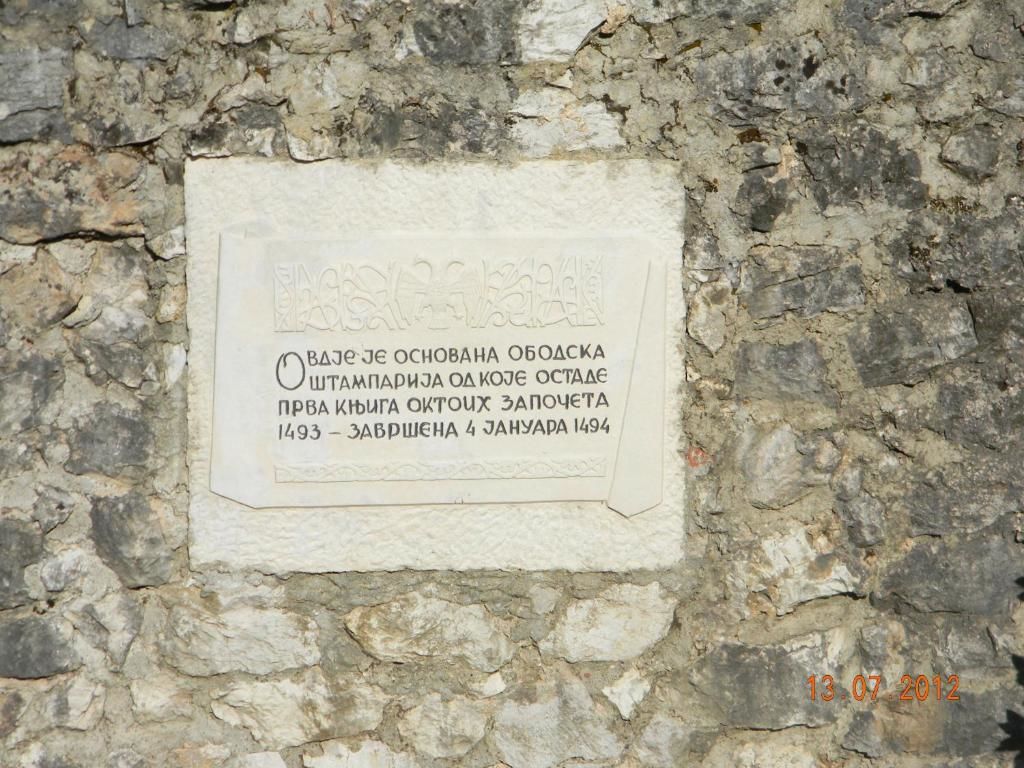 Овдје је основана Ободска
штампарија од које остаде
прва књига Октоих започета
1493 – завршена 4 јануара 1494
13.07.2012